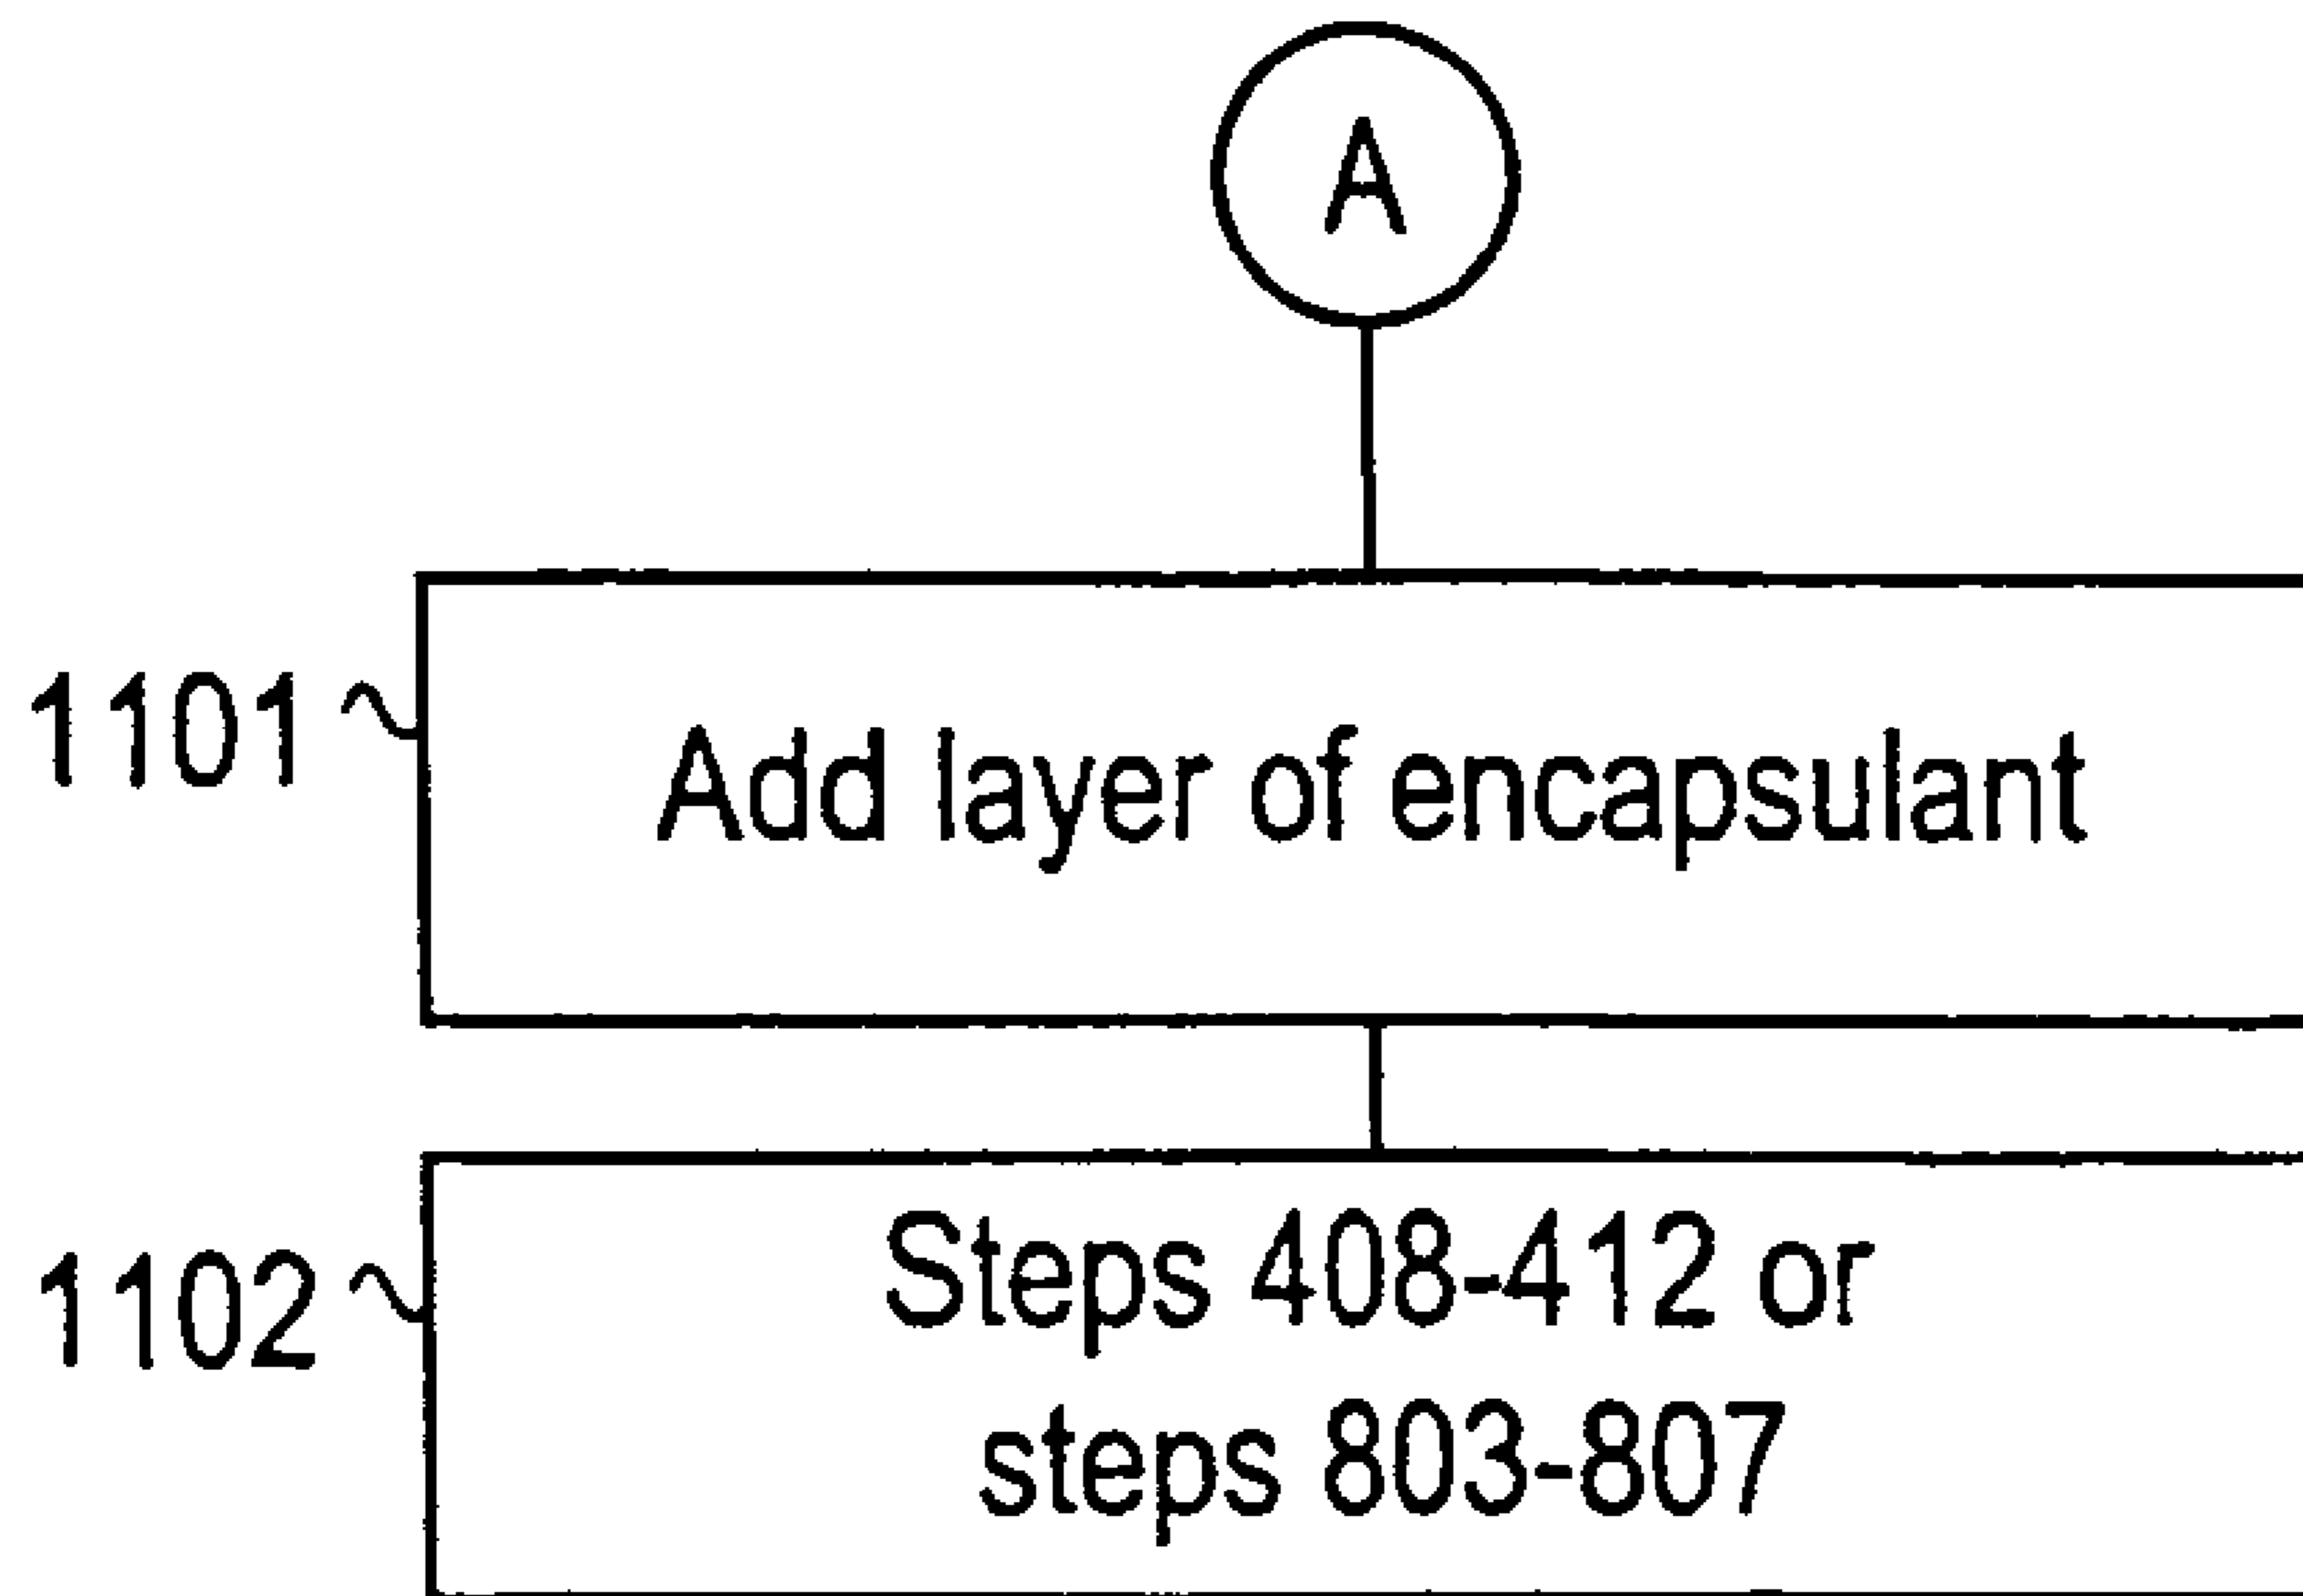 A
1101
Add layer of encapsulant
1102
Steps 408-412 or
steps 803-807